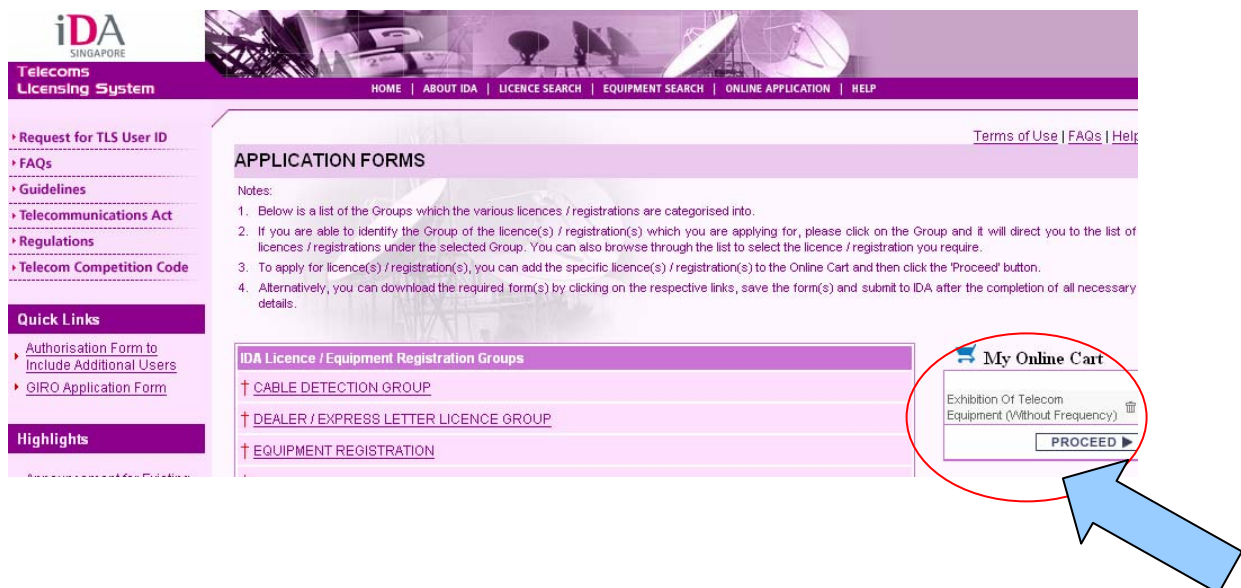 iDA
SINGAPORE
Telecoms
Licensing System
HOME | ABOUT IDA | LICENCE SEARCH | EQUIPMENT SEARCH | ONLINE APPLICATION | HELP
Request for TLS User ID
FAQs
Guidelines
Telecommunications Act
Regulations
Telecom Competition Code
Quick Links
Authorisation Form to
Include Additional Users
GIRO Application Form
Highlights
Terms of Use | FAQs | Help
APPLICATION FORMS
Notes:
1. Below is a list of the Groups which the various licences / registrations are categorised into.
2. If you are able to identify the Group of the licence(s) / registration(s) which you are applying for, please click on the Group and it will direct you to the list of
licences / registrations under the selected Group. You can also browse through the list to select the licence / registration you require.
3. To apply for licence(s) / registration(s), you can add the specific licence(s) / registration(s) to the Online Cart and then click the 'Proceed' button.
4. Alternatively, you can download the required form(s) by clicking on the respective links, save the form(s) and submit to IDA after the completion of all necessary
details.
IDA Licence / Equipment Registration Groups
† CABLE DETECTION GROUP
† DEALER / EXPRESS LETTER LICENCE GROUP
† EQUIPMENT REGISTRATION
My Online Cart
Exhibition Of Telecom
Equipment (Without Frequency)
PROCEED